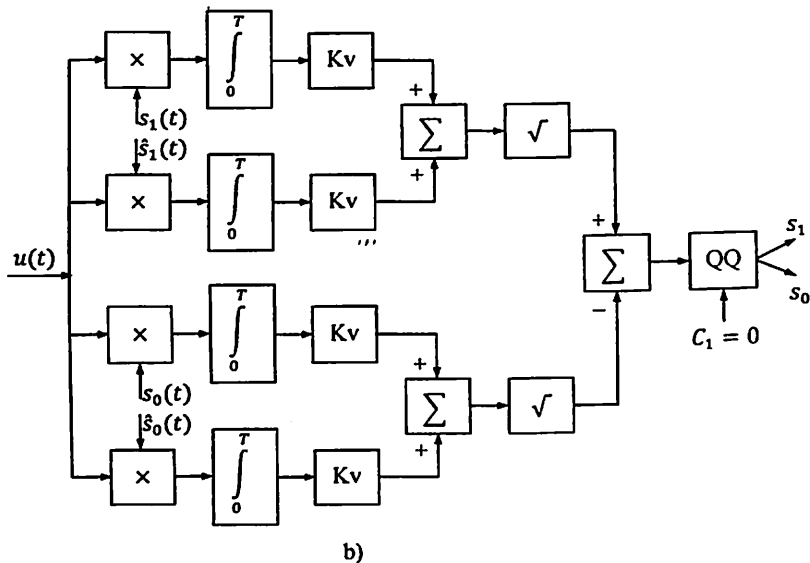 T
× ∫ Kv
0
+
s₁(t)
ŝ₁(t)
∑ √
+
T
× ∫ Kv
0
,,,
+
u(t)
∑ QQ s₁
s₀
−
C₁ = 0
T
× ∫ Kv
0
+
s₀(t)
ŝ₀(t)
∑ √
+
T
× ∫ Kv
0
b)